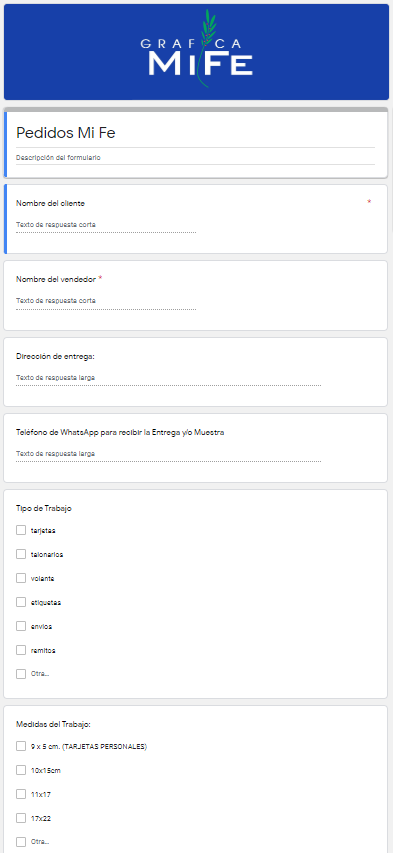 GRAFICA
MIFE
Pedidos Mi Fe
Descripción del formulario
Nombre del cliente *
Texto de respuesta corta
Nombre del vendedor *
Texto de respuesta corta
Dirección de entrega:
Texto de respuesta larga
Teléfono de WhatsApp para recibir la Entrega y/o Muestra
Texto de respuesta larga
Tipo de Trabajo
tarjetas
talonarios
volante
etiquetas
envios
remitos
Otra...
Medidas del Trabajo:
9 x 5 cm. (TARJETAS PERSONALES)
10x15cm
11x17
17x22
Otra...